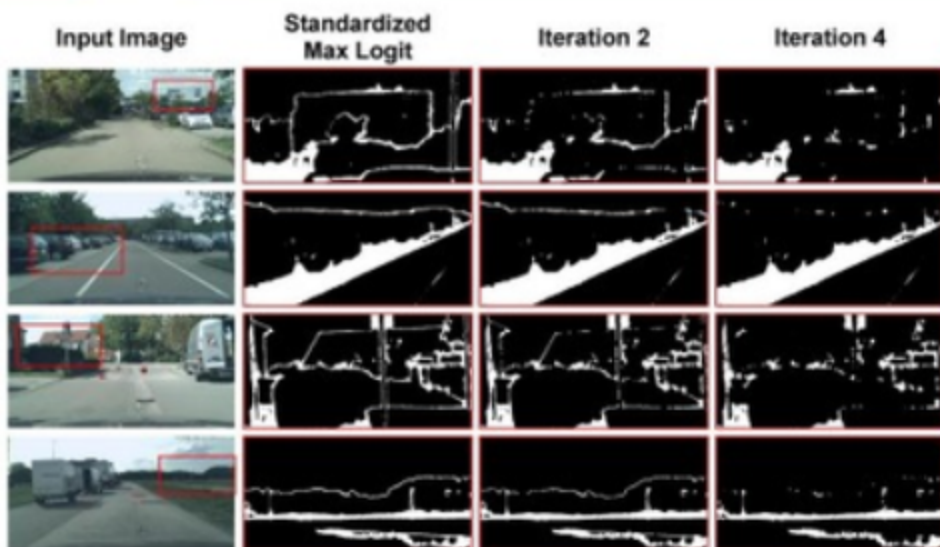 Input Image
Standardized
Max Logit
Iteration 2
Iteration 4